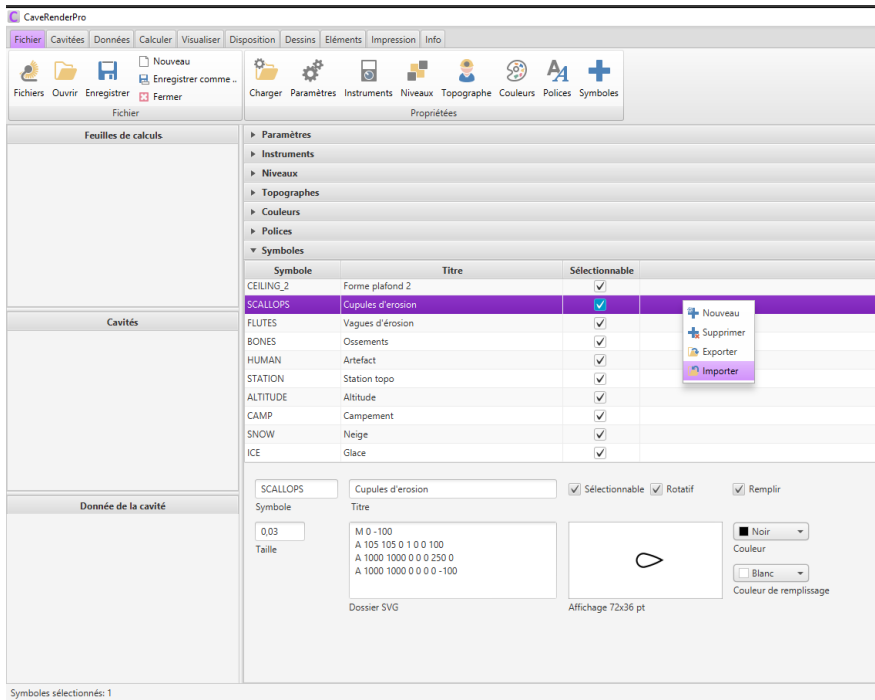 CaveRenderPro
Fichier Cavitées Données Calculer Visualiser Disposition Dessins Eléments Impression Info
Nouveau
Enregistrer comme ..
Fermer
Fichiers Ouvrir Enregistrer
Charger Paramètres Instruments Niveaux Topographe Couleurs Polices Symboles
Fichier
Propriétées
Feuilles de calculs
Cavités
Donnée de la cavité
Paramètres
Instruments
Niveaux
Topographes
Couleurs
Polices
Symboles
Symbole Titre Sélectionnable
CEILING_2 Forme plafond 2
SCALLOPS Cupules d'erosion
FLUTES Vagues d'érosion
BONES Ossements
HUMAN Artefact
STATION Station topo
ALTITUDE Altitude
CAMP Campement
SNOW Neige
ICE Glace
Nouveau
Supprimer
Exporter
Importer
SCALLOPS Cupules d'erosion Sélectionnable Rotatif Remplir
Symbole Titre
0,03
Taille
M 0 -100
A 105 105 0 1 0 0 100
A 1000 1000 0 0 0 250 0
A 1000 1000 0 0 0 0 -100
Dossier SVG
Affichage 72x36 pt
Noir
Couleur
Blanc
Couleur de remplissage
Symboles sélectionnés: 1